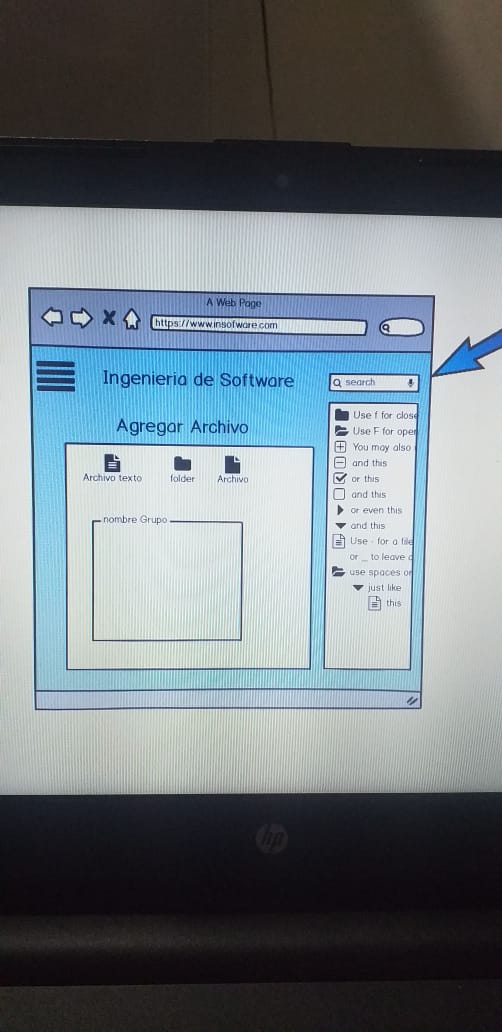 A Web Page
https://www.insofware.com
Ingenieria de Software
search
Agregar Archivo
Archivo texto
folder
Archivo
nombre Grupo
Use f for close
Use F for oper
You may also
and this
or this
and this
or even this
and this
Use - for a file
or _ to leave a
use spaces or
just like
this
hp